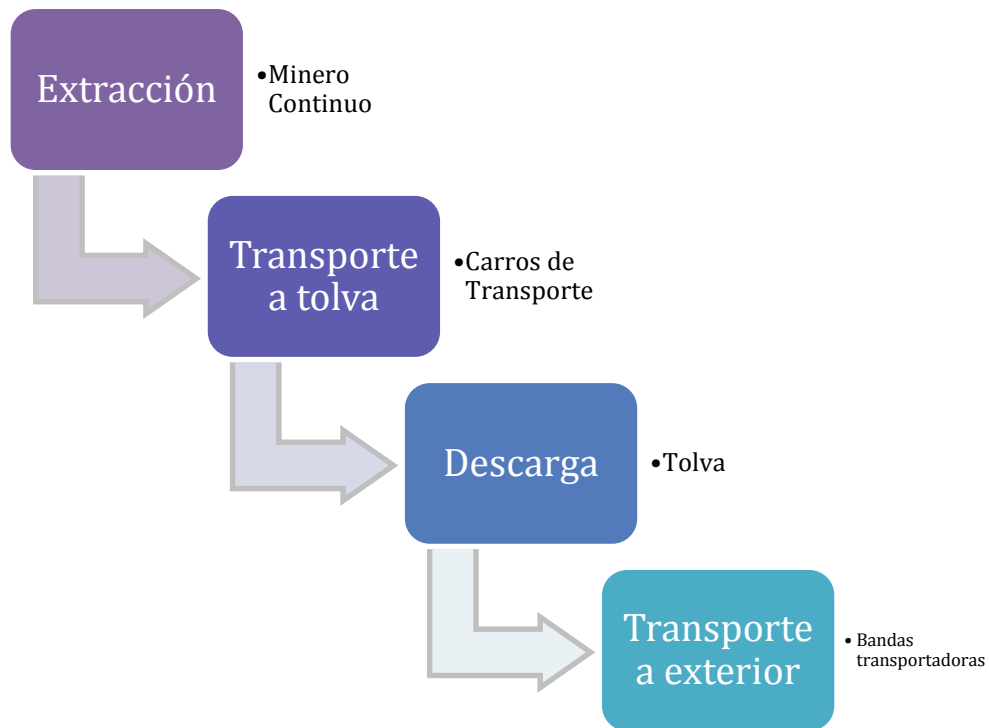 Extracción
•Minero
Continuo
Transporte
a tolva
•Carros de
Transporte
Descarga
•Tolva
Transporte
a exterior
• Bandas
transportadoras